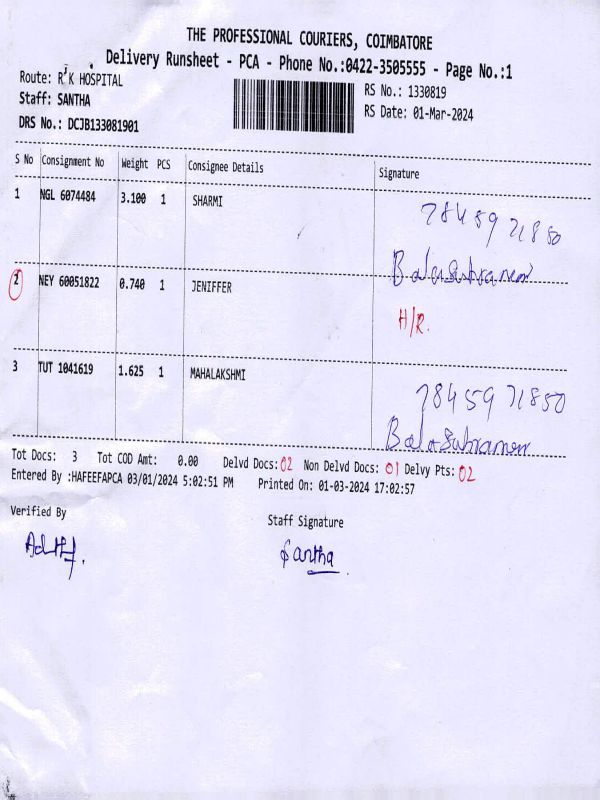 THE PROFESSIONAL COURIERS, COIMBATORE
Delivery Runsheet - PCA - Phone No.:0422-3505555 - Page No.:1
Route: R K HOSPITAL
RS No.: 1330819
Staff: SANTHA
RS Date: 01-Mar-2024
DRS No.: DCJB133081901
S No Consignment No Weight PCS Consignee Details Signature
1 NGL 6074484 3.100 1 SHARMI 7845971850
Balasubramani
2 NEY 60051822 0.740 1 JENIFFER H/R.
3 TUT 1041619 1.625 1 MAHALAKSHMI 7845971850
Balasubramani
Tot Docs: 3 Tot COD Amt: 0.00 Delvd Docs: 02 Non Delvd Docs: 01 Delvy Pts: 02
Entered By :HAFEEFAPCA 03/01/2024 5:02:51 PM Printed On: 01-03-2024 17:02:57
Verified By
Staff Signature
Santha